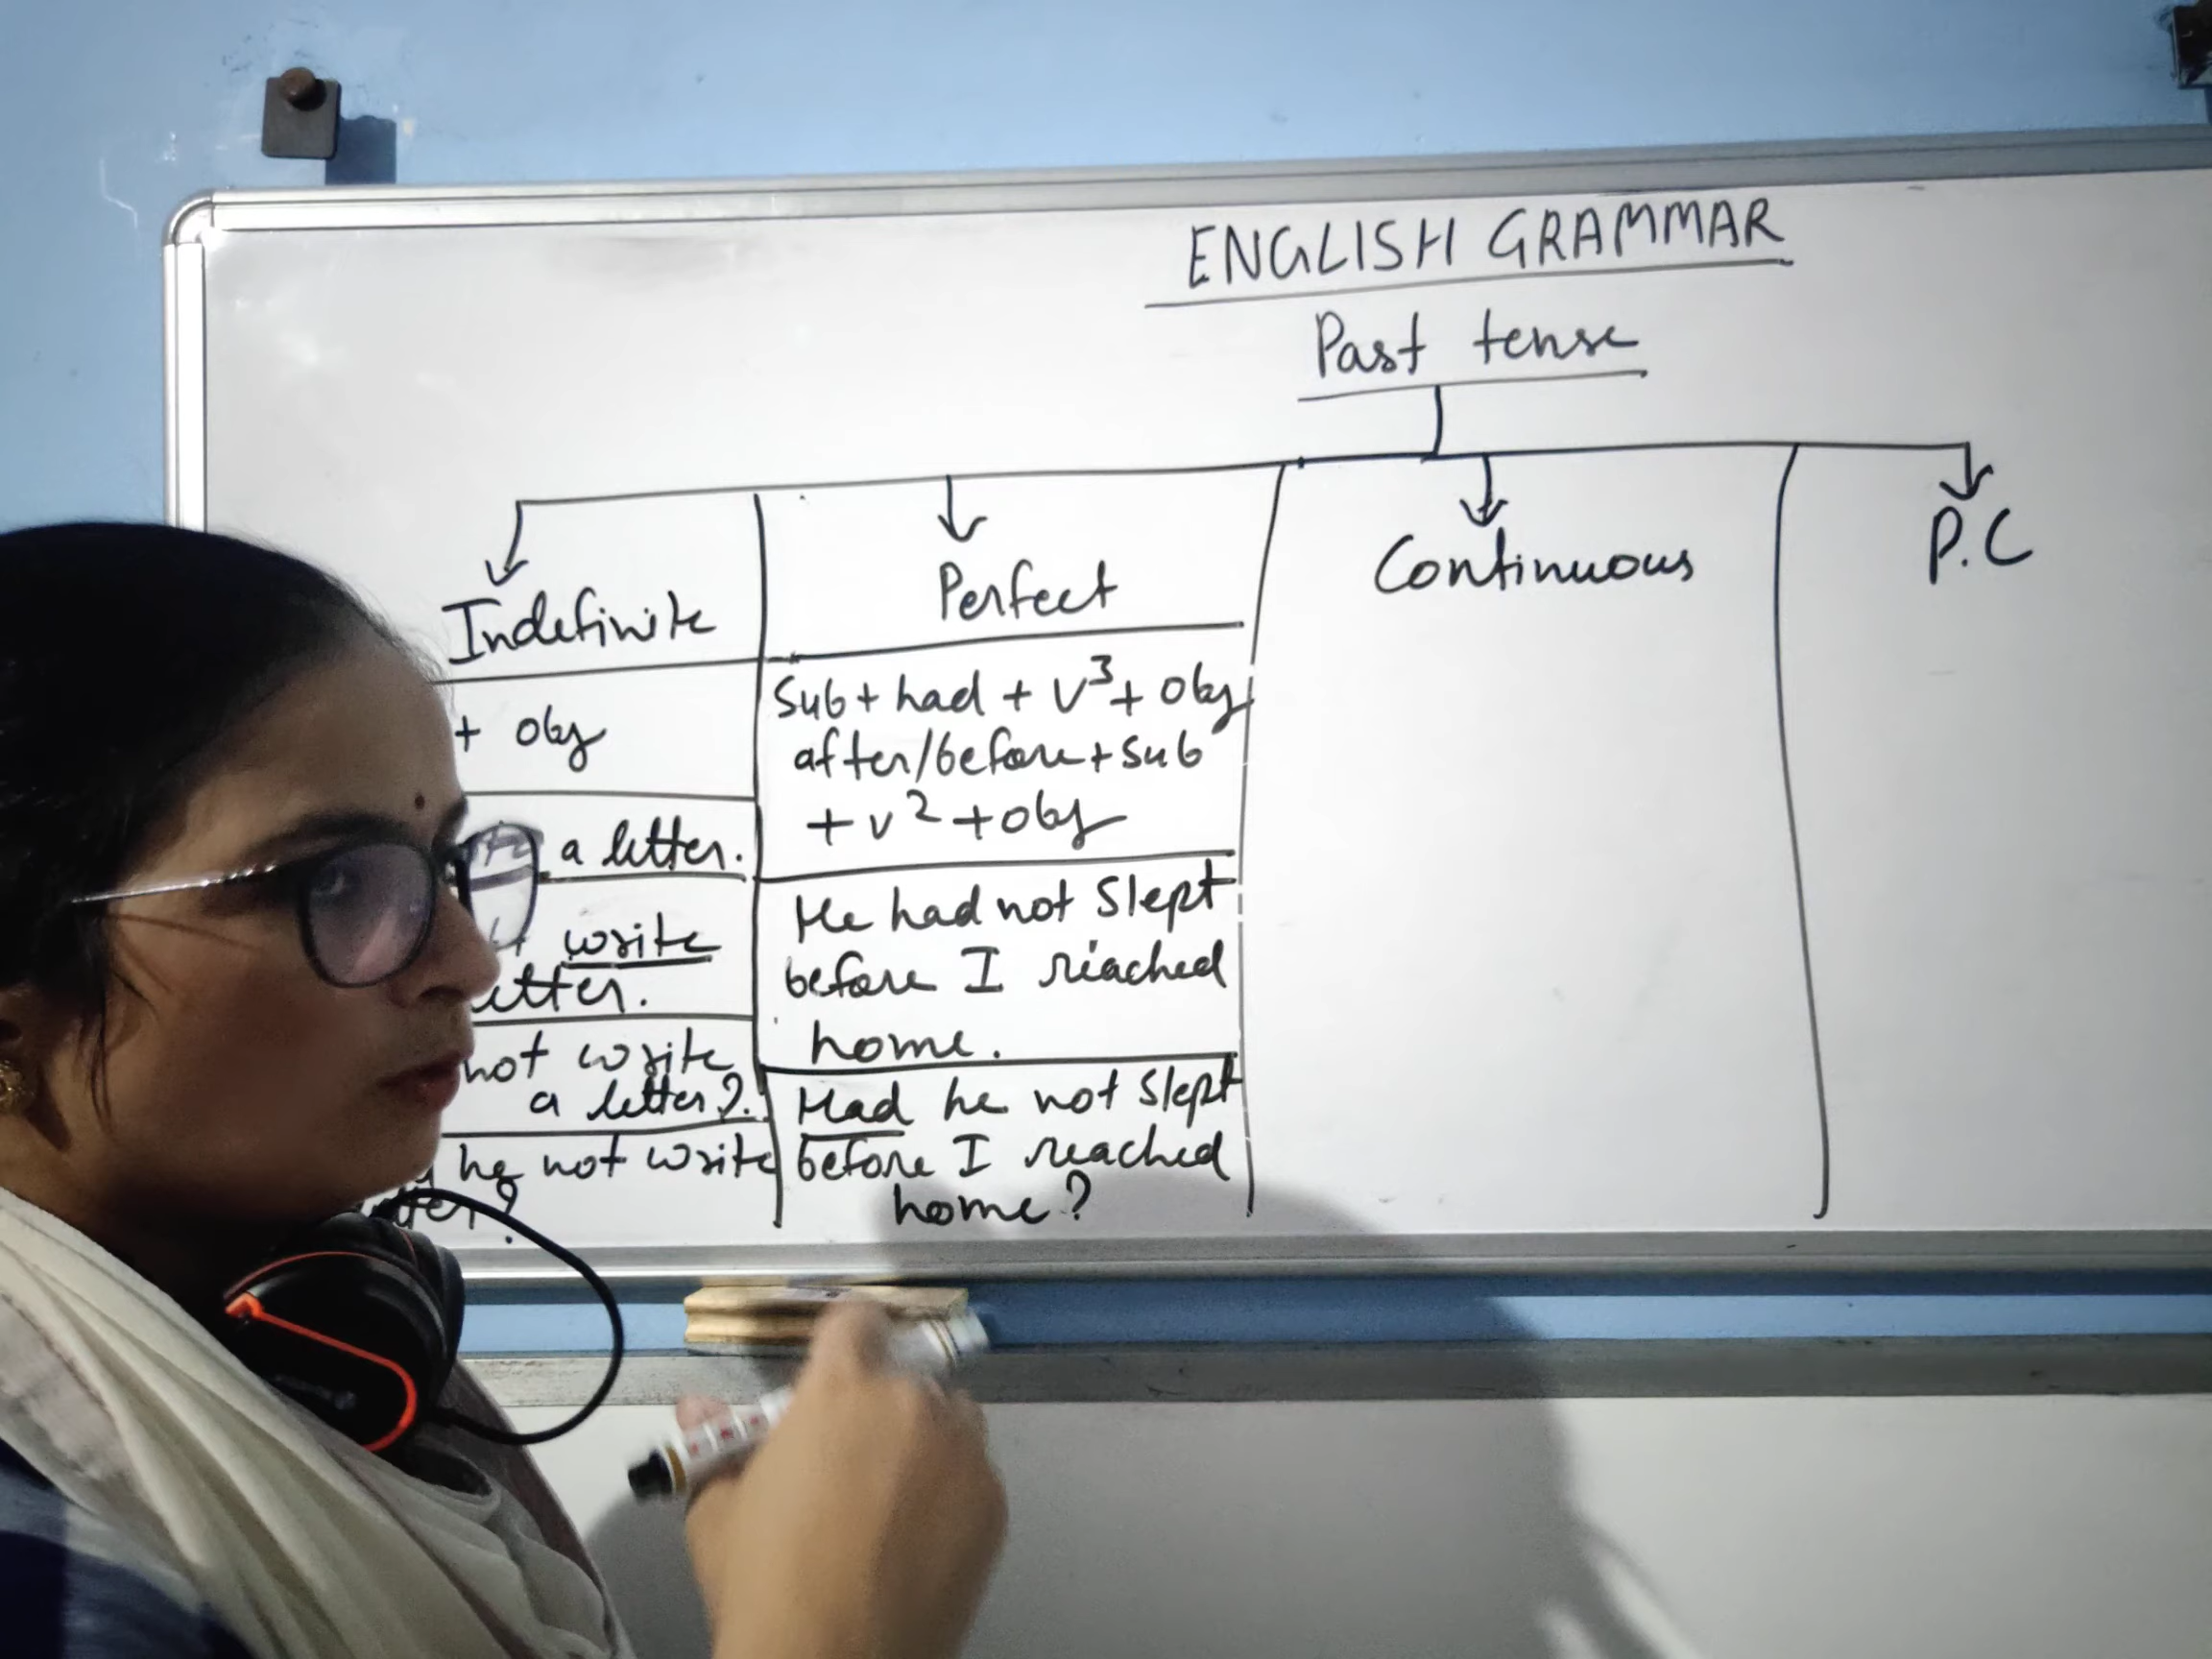 ENGLISH GRAMMAR
Past tense
Indefinite
+ Obj
a letter.
write
not write
a letter?
he not write
Perfect
Sub + had + V³ + Obj
after/before + Sub
+ v² + obj
He had not Slept
before I reached
home.
Had he not Slept
before I reached
home?
Continuous
P.C